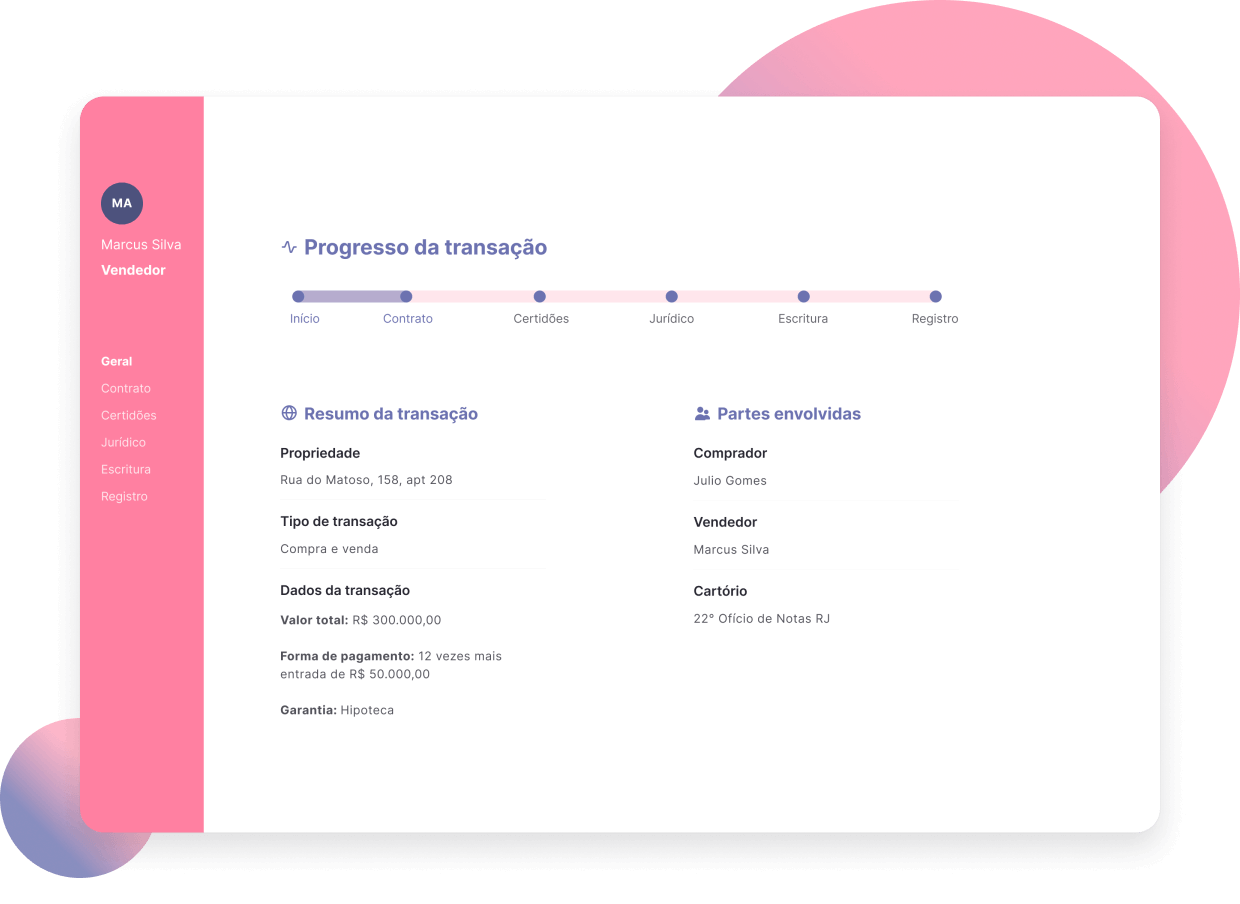 MA
Marcus Silva
Vendedor
Geral
Contrato
Certidões
Jurídico
Escritura
Registro
Progresso da transação
Início
Contrato
Certidões
Jurídico
Escritura
Registro
Resumo da transação
Propriedade
Rua do Matoso, 158, apt 208
Tipo de transação
Compra e venda
Dados da transação
Valor total: R$ 300.000,00
Forma de pagamento: 12 vezes mais
entrada de R$ 50.000,00
Garantia: Hipoteca
Partes envolvidas
Comprador
Julio Gomes
Vendedor
Marcus Silva
Cartório
22° Ofício de Notas RJ